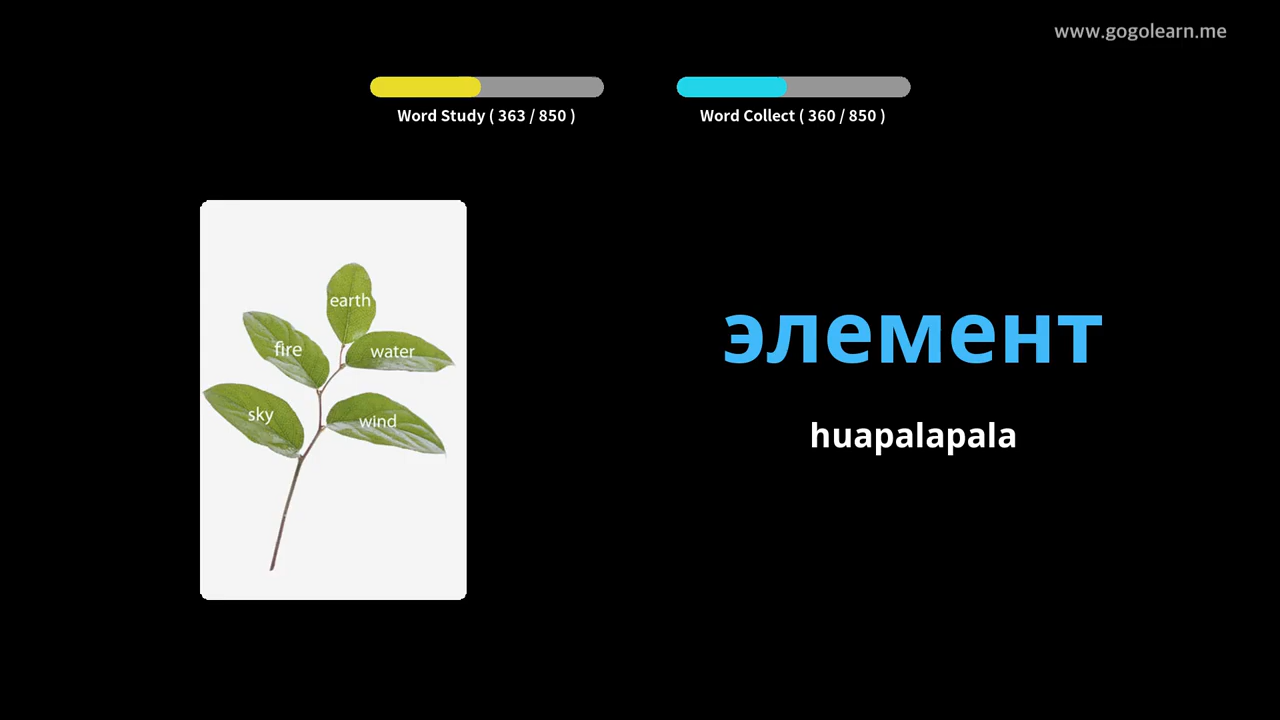 www.gogolearn.me
Word Study ( 363 / 850 )
Word Collect ( 360 / 850 )
earth
fire
water
sky
wind
элемент
huapalapala